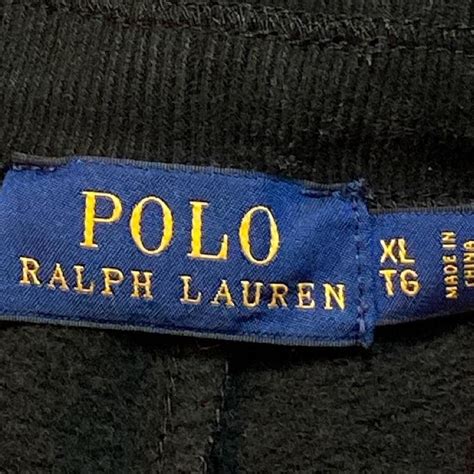 POLO
RALPH LAUREN
XL
TG
MADE IN
CHINA